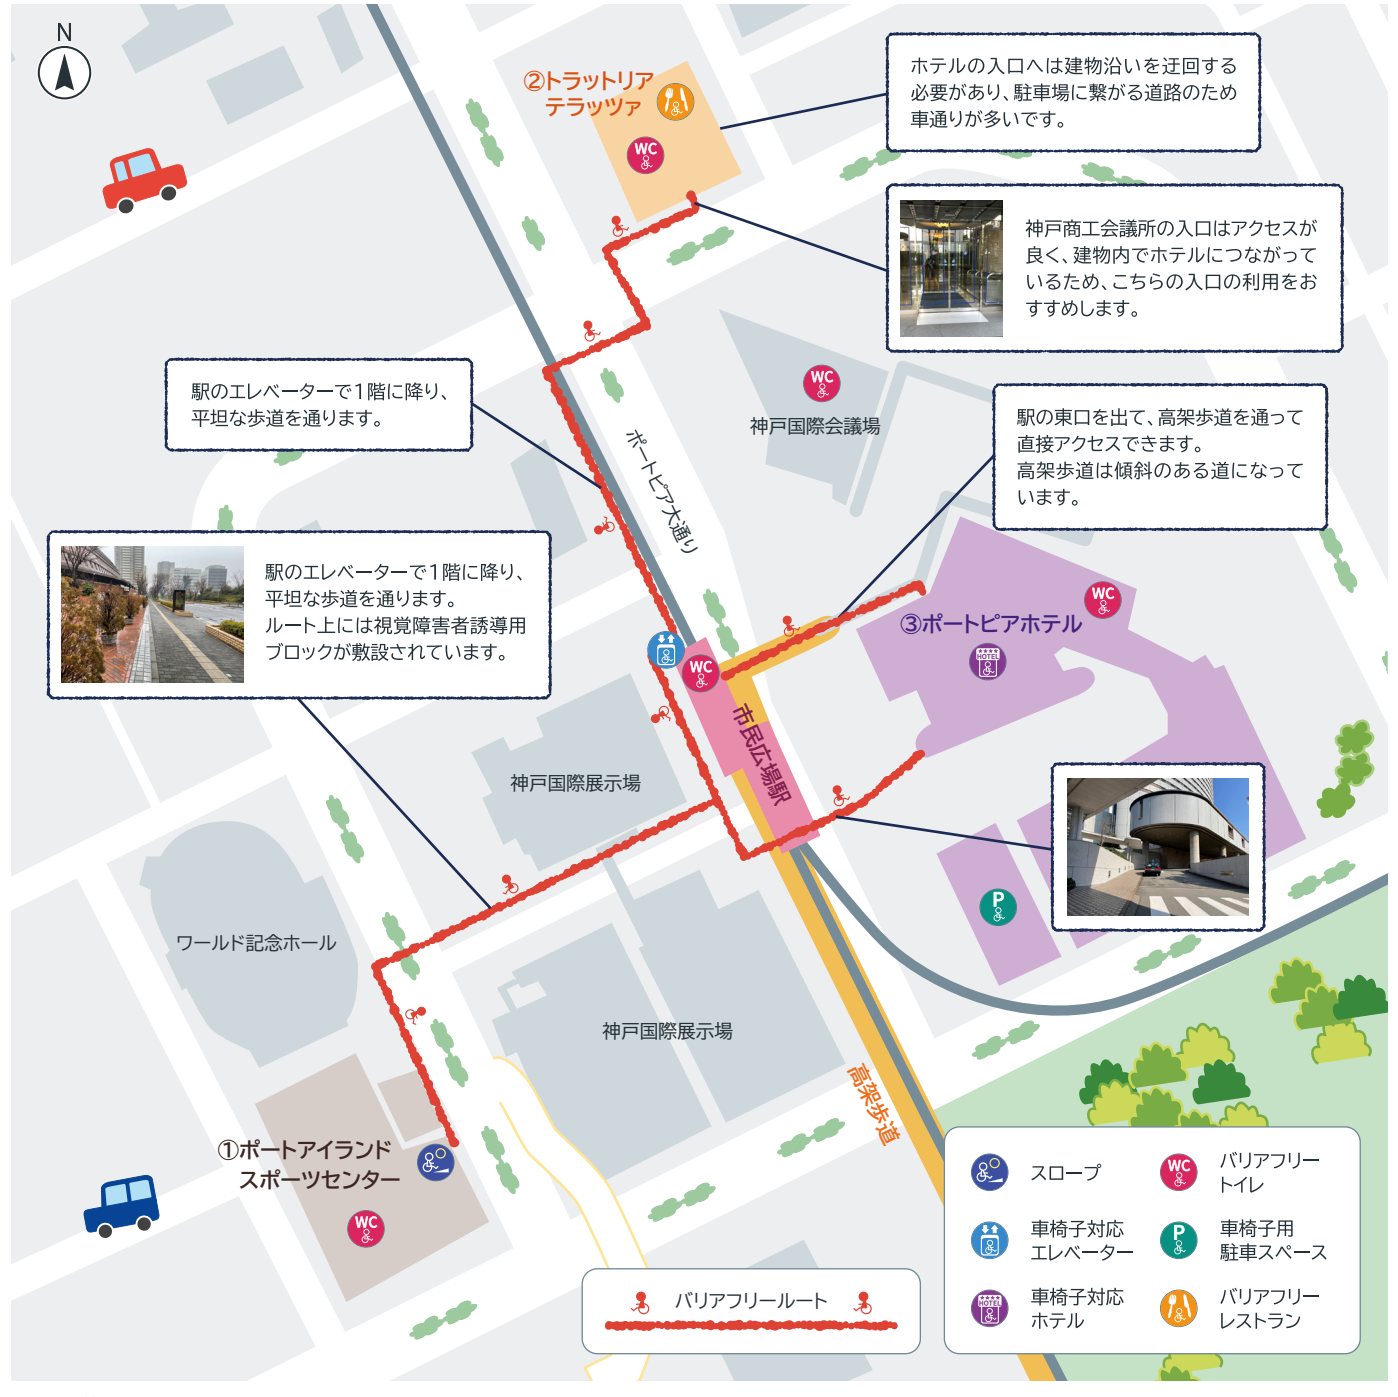 N
②トラットリア
テラッツァ
WC
ホテルの入口へは建物沿いを迂回する
必要があり、駐車場に繋がる道路のため
車通りが多いです。
神戸商工会議所の入口はアクセスが
良く、建物内でホテルにつながって
いるため、こちらの入口の利用をお
すすめします。
駅のエレベーターで1階に降り、
平坦な歩道を通ります。
WC
神戸国際会議場
駅の東口を出て、高架歩道を通って
直接アクセスできます。
高架歩道は傾斜のある道になって
います。
ポートピア大通り
駅のエレベーターで1階に降り、
平坦な歩道を通ります。
ルート上には視覚障害者誘導用
ブロックが敷設されています。
WC
③ポートピアホテル
HOTEL
WC
市民広場駅
神戸国際展示場
P
ワールド記念ホール
神戸国際展示場
高架歩道
①ポートアイランド
スポーツセンター
WC
バリアフリールート
スロープ
WC
バリアフリー
トイレ
車椅子対応
エレベーター
P
車椅子用
駐車スペース
HOTEL
車椅子対応
ホテル
バリアフリー
レストラン